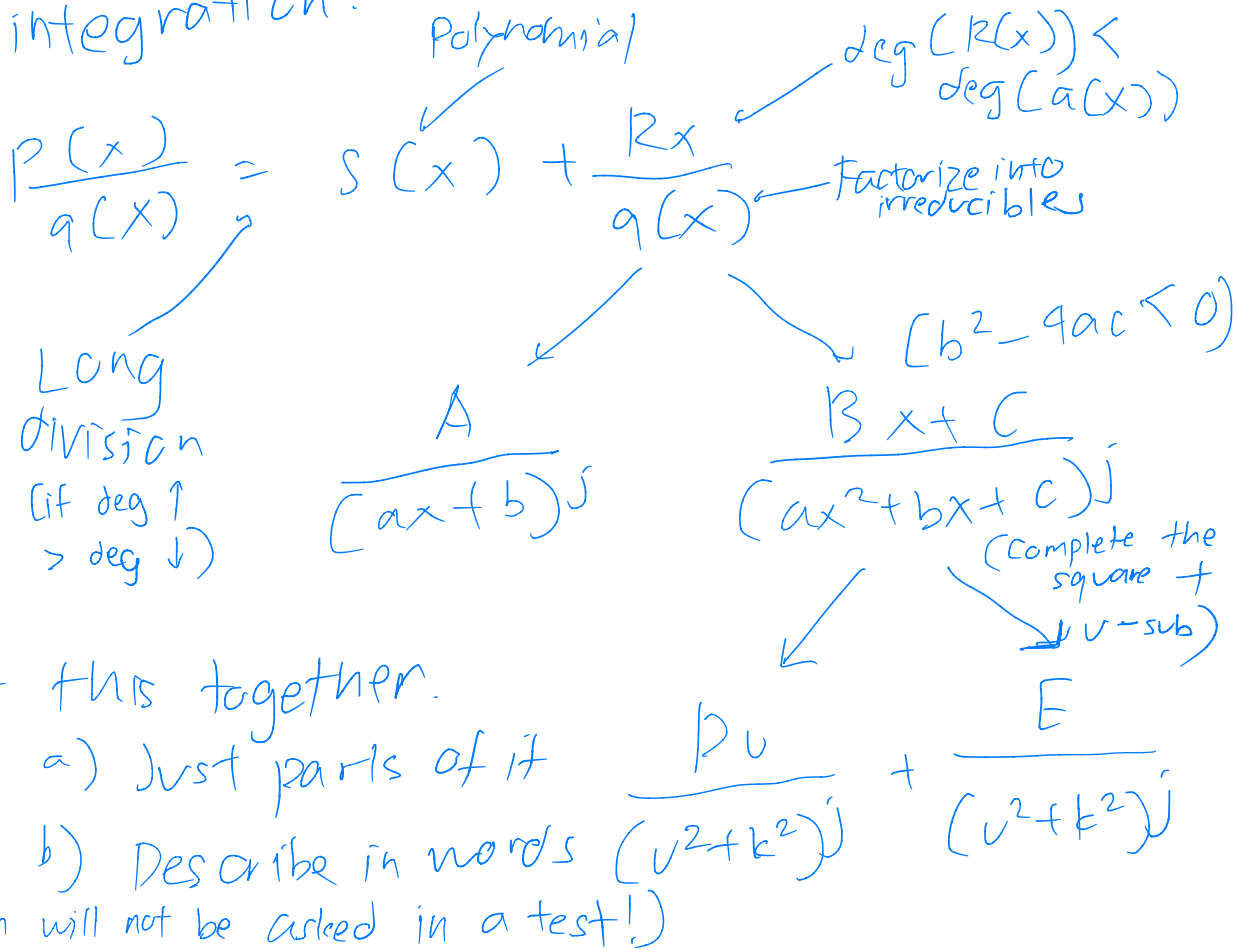 integration.
Polynomial
deg(R(x)) <
deg(q(x))
P(x)/q(x) = S(x) + Rx/q(x)
Factorize into
irreducibles
Long
division
(if deg ↑
> deg ↓)
(b² - 4ac < 0)
A/(ax+b)^j
Bx+C/(ax²+bx+c)^j
(complete the
square +
u-sub)
this together.
a) Just parts of it
b) Describe in words
Du/(u²+k²)^j + E/(u²+k²)^j
will not be asked in a test!)